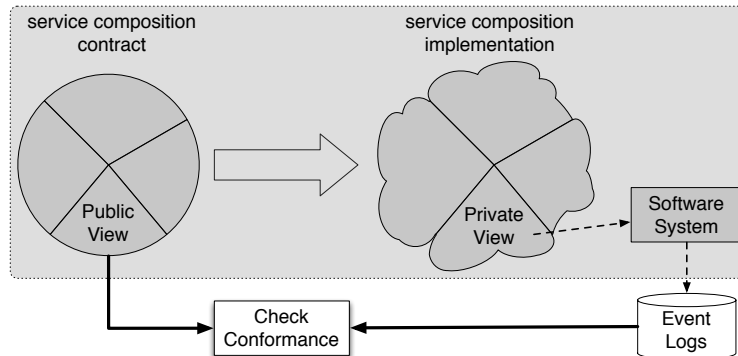 service composition
contract
service composition
implementation
Public
View
Private
View
Software
System
Check
Conformance
Event
Logs